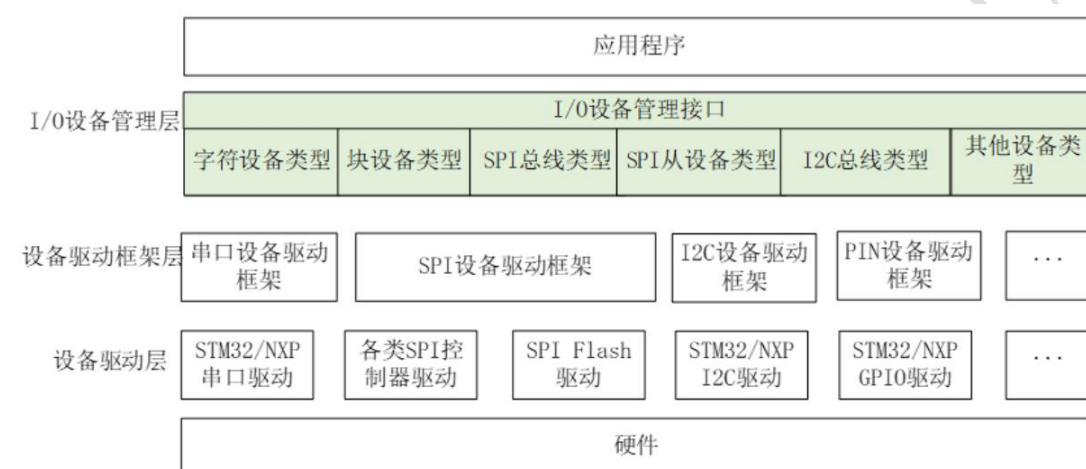 应用程序
I/O设备管理层
I/O设备管理接口
字符设备类型
块设备类型
SPI总线类型
SPI从设备类型
I2C总线类型
其他设备类
型
设备驱动框架层
串口设备驱动
框架
SPI设备驱动框架
I2C设备驱动
框架
PIN设备驱动
框架
...
设备驱动层
STM32/NXP
串口驱动
各类SPI控
制器驱动
SPI Flash
驱动
STM32/NXP
I2C驱动
STM32/NXP
GPIO驱动
...
硬件